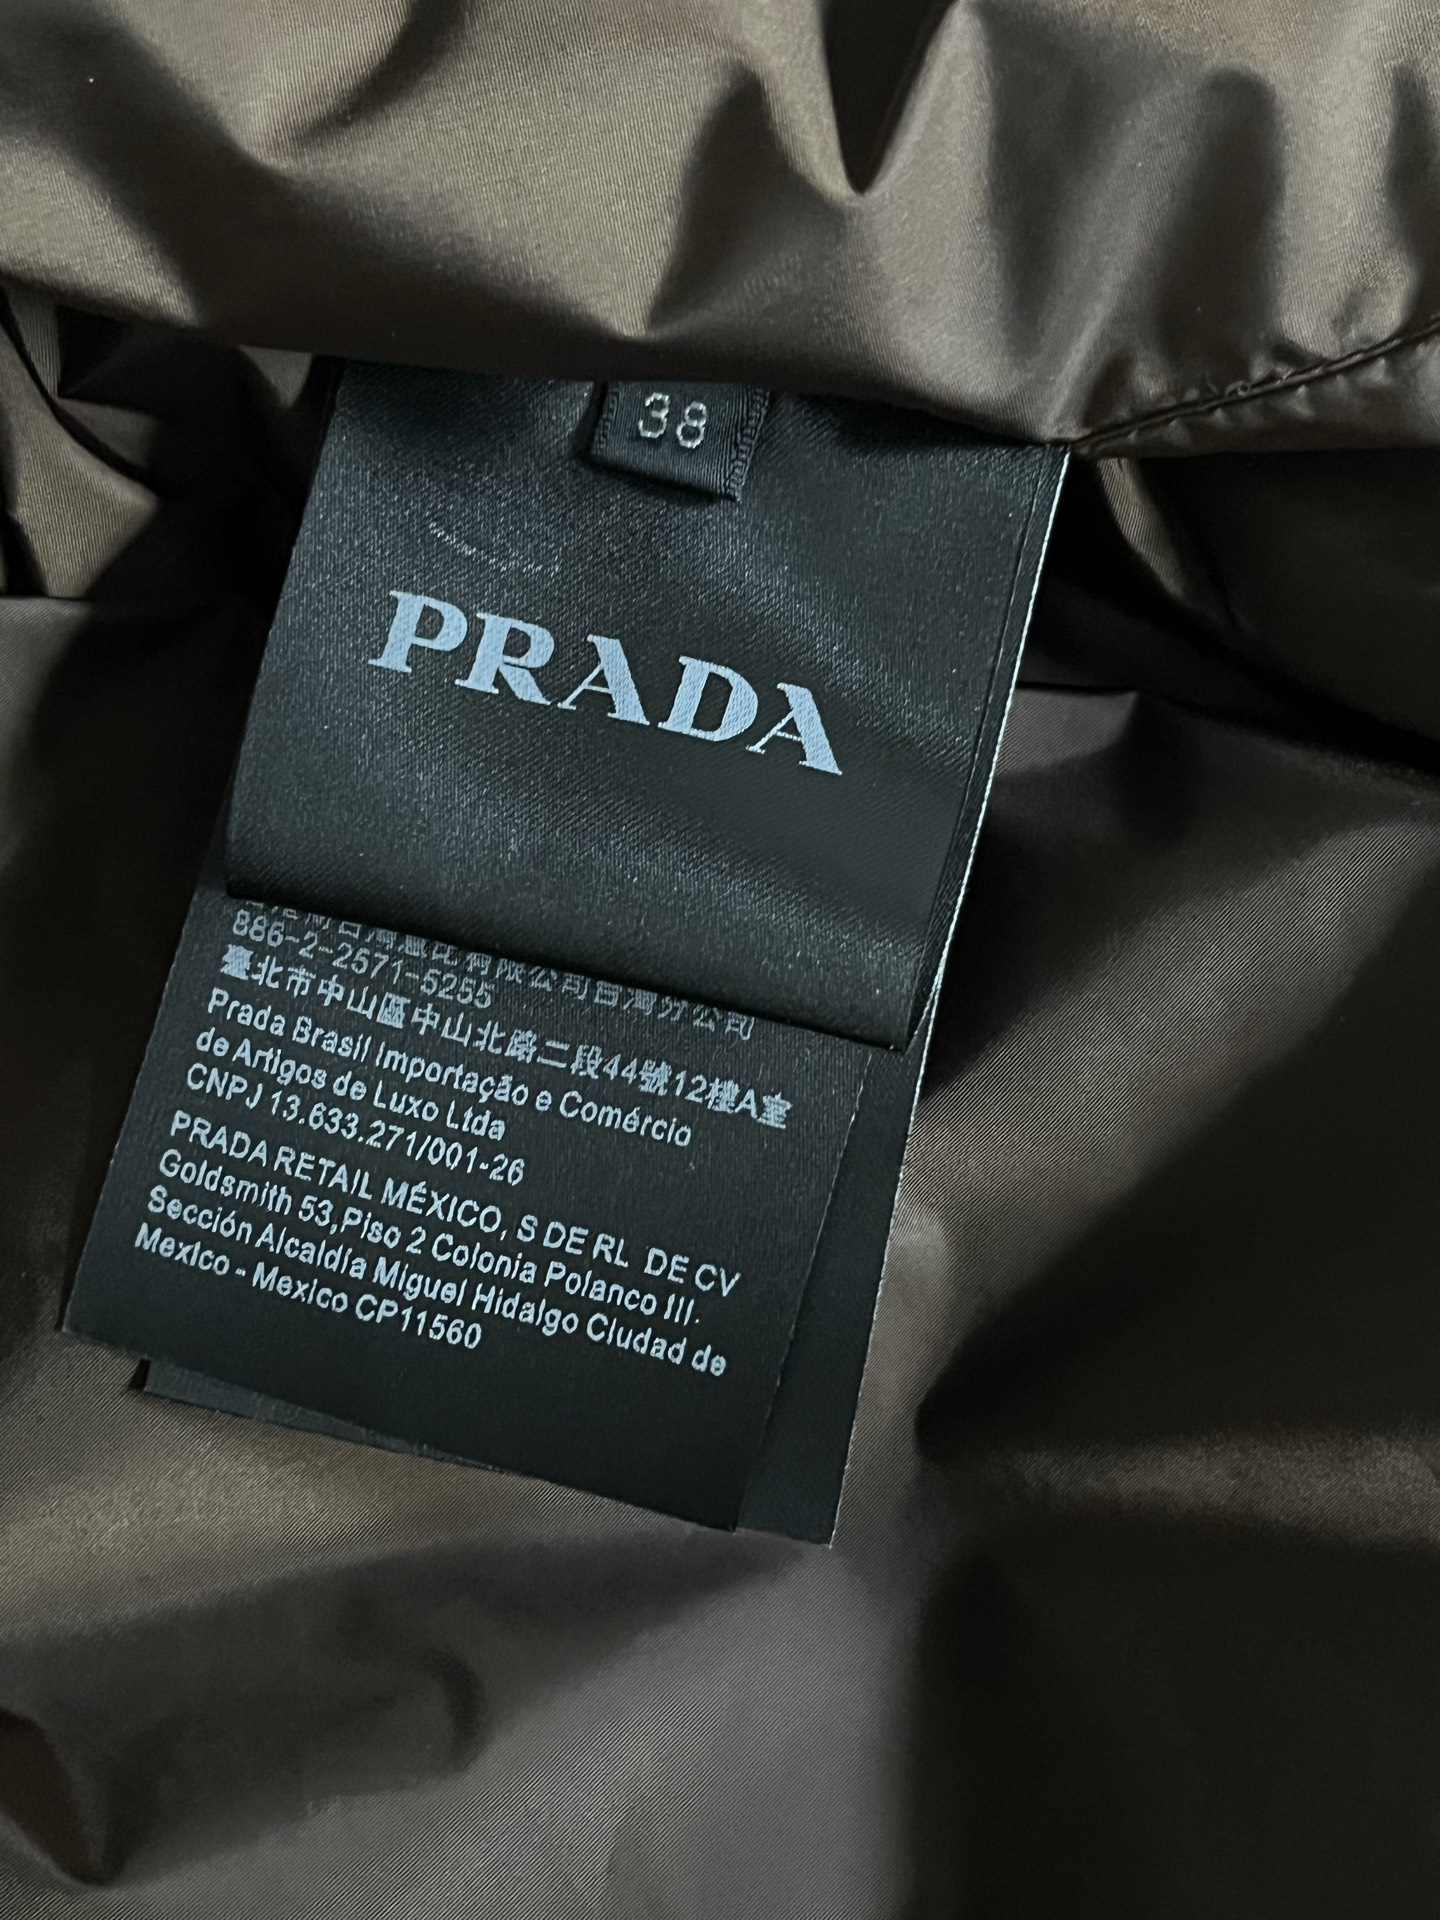 38
PRADA
886-2-2571-5255
臺北市中山區中山北路二段44號12樓A室
Prada Brasil Importação e Comércio
de Artigos de Luxo Ltda
CNPJ 13.633.271/001-26
PRADA RETAIL MÉXICO, S DE RL DE CV
Goldsmith 53,Piso 2 Colonia Polanco III.
Sección Alcaldía Miguel Hidalgo Ciudad de
Mexico - Mexico CP11560